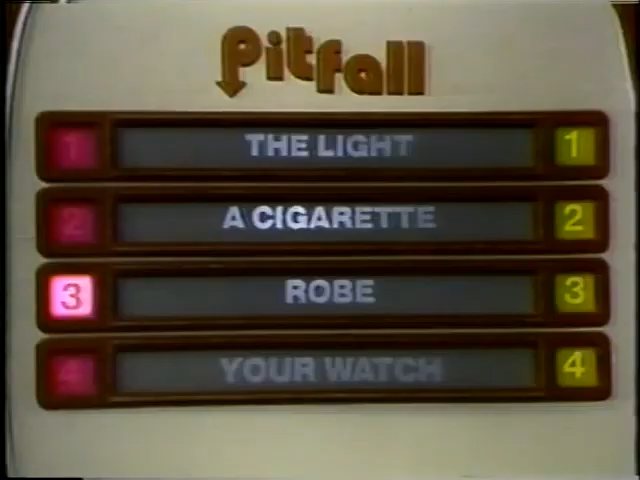 pitfall
1 THE LIGHT 1
2 A CIGARETTE 2
3 ROBE 3
4 YOUR WATCH 4